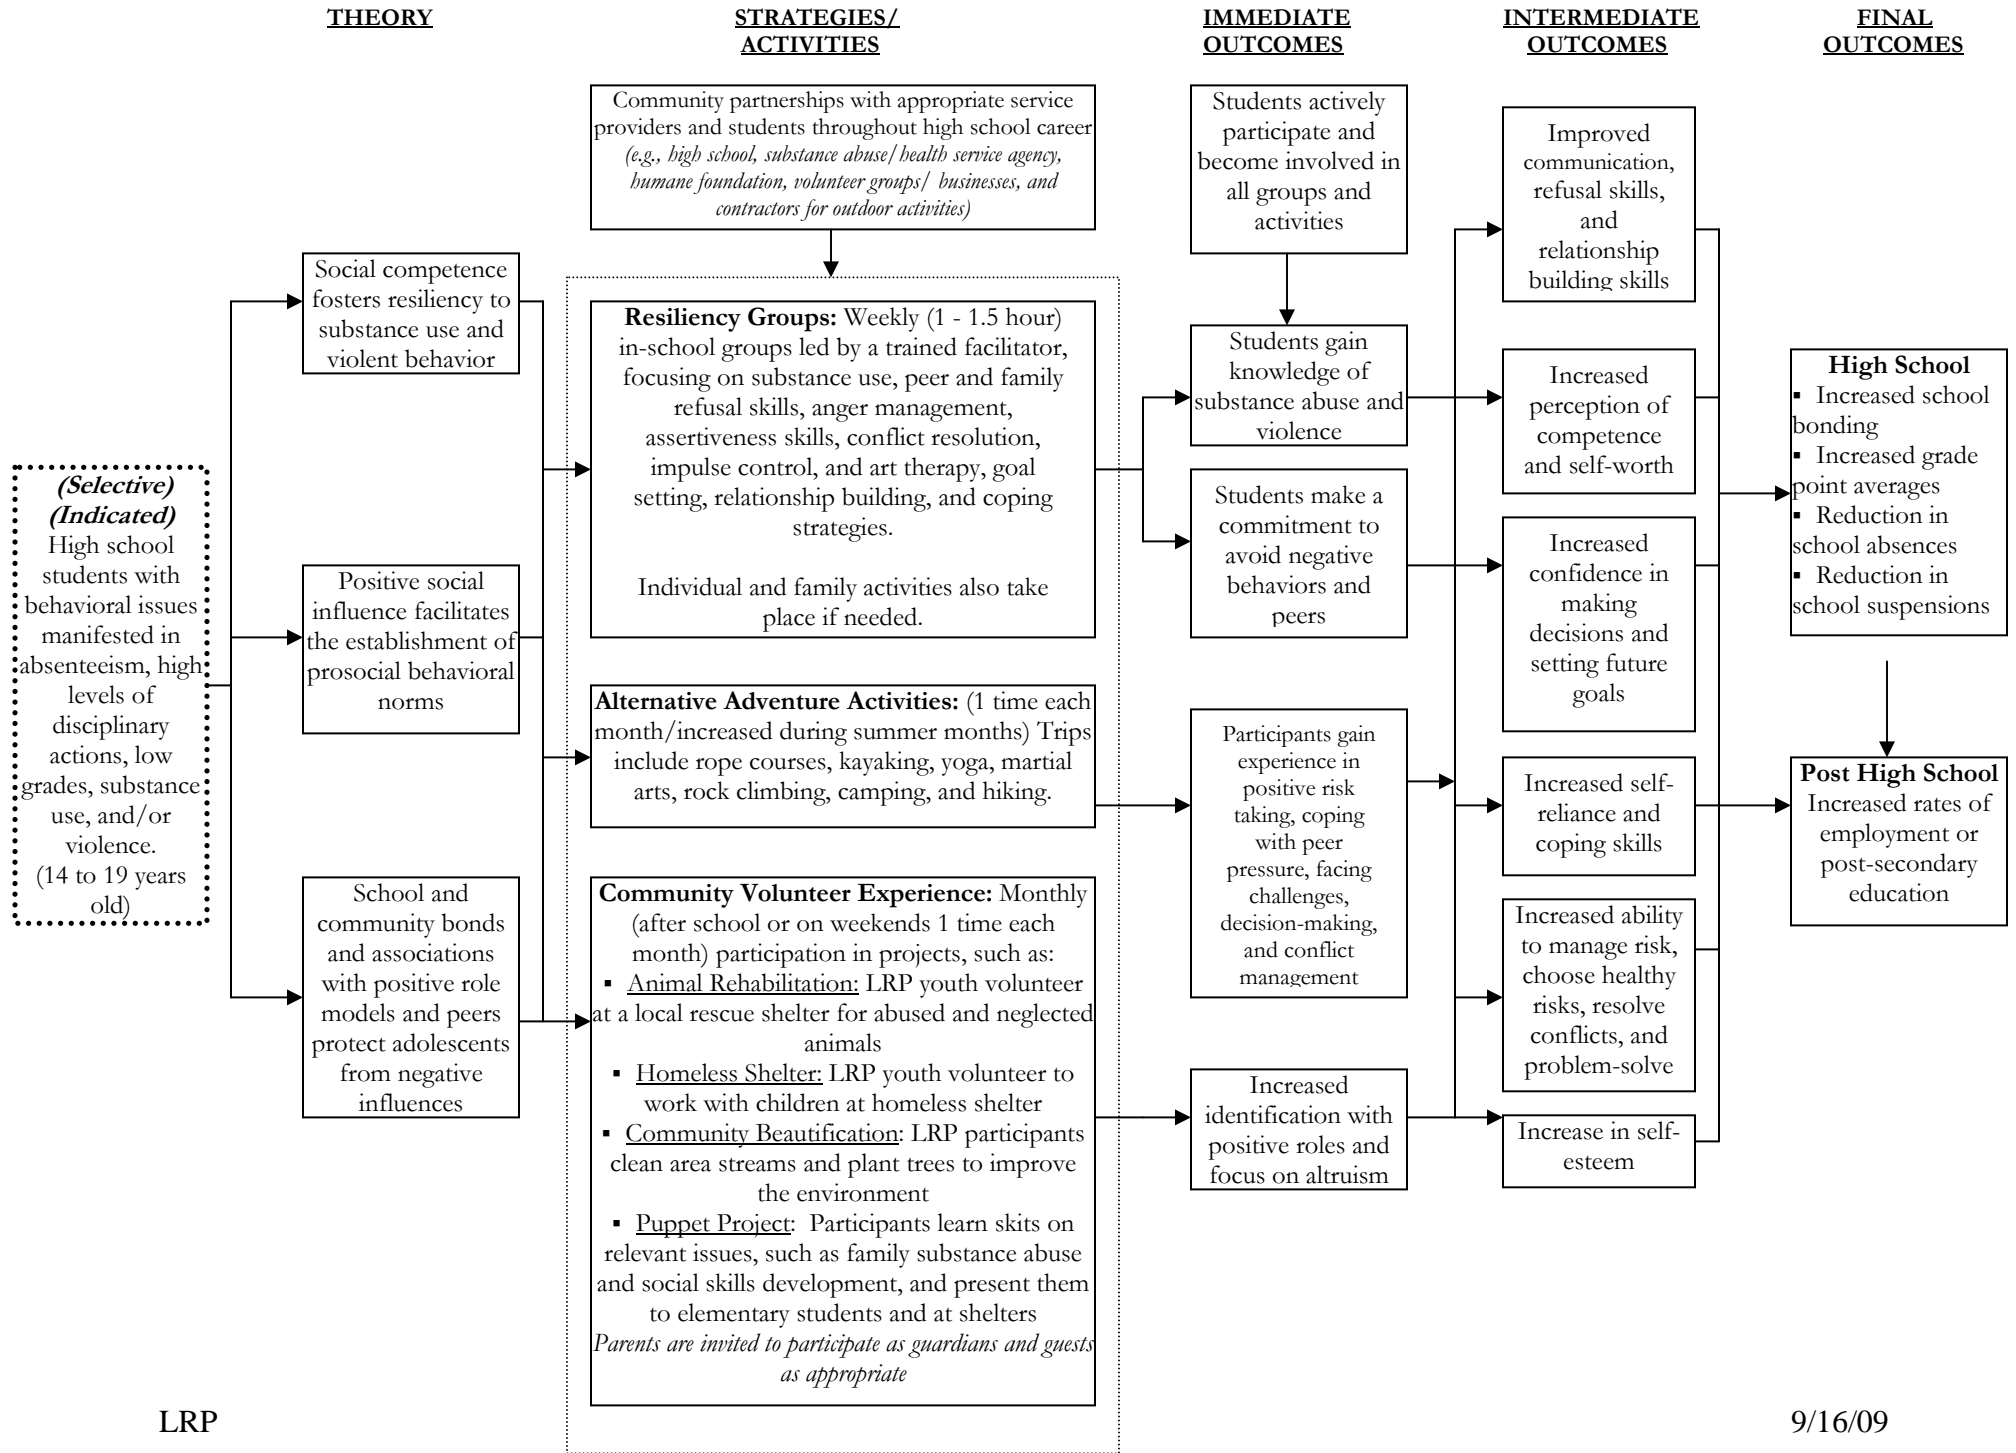 THEORY
STRATEGIES/
ACTIVITIES
IMMEDIATE
OUTCOMES
INTERMEDIATE
OUTCOMES
FINAL
OUTCOMES
(Selective)
(Indicated)
High school
students with
behavioral issues
manifested in
absenteeism, high
levels of
disciplinary
actions, low
grades, substance
use, and/or
violence.
(14 to 19 years
old)
Social competence
fosters resiliency to
substance use and
violent behavior
Positive social
influence facilitates
the establishment of
prosocial behavioral
norms
School and
community bonds
and associations
with positive role
models and peers
protect adolescents
from negative
influences
Community partnerships with appropriate service
providers and students throughout high school career
(e.g., high school, substance abuse/health service agency,
humane foundation, volunteer groups/ businesses, and
contractors for outdoor activities)
Resiliency Groups: Weekly (1 - 1.5 hour)
in-school groups led by a trained facilitator,
focusing on substance use, peer and family
refusal skills, anger management,
assertiveness skills, conflict resolution,
impulse control, and art therapy, goal
setting, relationship building, and coping
strategies.
Individual and family activities also take
place if needed.
Alternative Adventure Activities: (1 time each
month/increased during summer months) Trips
include rope courses, kayaking, yoga, martial
arts, rock climbing, camping, and hiking.
Community Volunteer Experience: Monthly
(after school or on weekends 1 time each
month) participation in projects, such as:
▪ Animal Rehabilitation: LRP youth volunteer
at a local rescue shelter for abused and neglected
animals
▪ Homeless Shelter: LRP youth volunteer to
work with children at homeless shelter
▪ Community Beautification: LRP participants
clean area streams and plant trees to improve
the environment
▪ Puppet Project: Participants learn skits on
relevant issues, such as family substance abuse
and social skills development, and present them
to elementary students and at shelters
Parents are invited to participate as guardians and guests
as appropriate
Students actively
participate and
become involved in
all groups and
activities
Students gain
knowledge of
substance abuse and
violence
Students make a
commitment to
avoid negative
behaviors and
peers
Participants gain
experience in
positive risk
taking, coping
with peer
pressure, facing
challenges,
decision-making,
and conflict
management
Increased
identification with
positive roles and
focus on altruism
Improved
communication,
refusal skills,
and
relationship
building skills
Increased
perception of
competence
and self-worth
Increased
confidence in
making
decisions and
setting future
goals
Increased self-
reliance and
coping skills
Increased ability
to manage risk,
choose healthy
risks, resolve
conflicts, and
problem-solve
Increase in self-
esteem
High School
▪ Increased school
bonding
▪ Increased grade
point averages
▪ Reduction in
school absences
▪ Reduction in
school suspensions
Post High School
Increased rates of
employment or
post-secondary
education
LRP
9/16/09